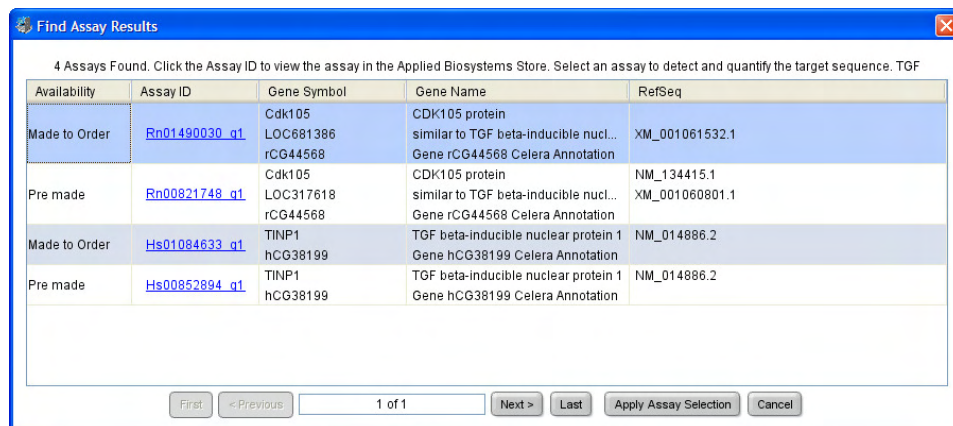 Find Assay Results
4 Assays Found. Click the Assay ID to view the assay in the Applied Biosystems Store. Select an assay to detect and quantify the target sequence. TGF
Availability Assay ID Gene Symbol Gene Name RefSeq
Cdk105 CDK105 protein
Made to Order Rn01490030_g1 LOC681386 similar to TGF beta-inducible nucl... XM_001061532.1
rCG44568 Gene rCG44568 Celera Annotation
Cdk105 CDK105 protein NM_134415.1
Pre made Rn00821748_g1 LOC317618 similar to TGF beta-inducible nucl... XM_001060801.1
rCG44568 Gene rCG44568 Celera Annotation
TINP1 TGF beta-inducible nuclear protein 1 NM_014886.2
Made to Order Hs01084633_g1
hCG38199 Gene hCG38199 Celera Annotation
TINP1 TGF beta-inducible nuclear protein 1 NM_014886.2
Pre made Hs00852894_g1
hCG38199 Gene hCG38199 Celera Annotation
First < Previous 1 of 1 Next > Last Apply Assay Selection Cancel